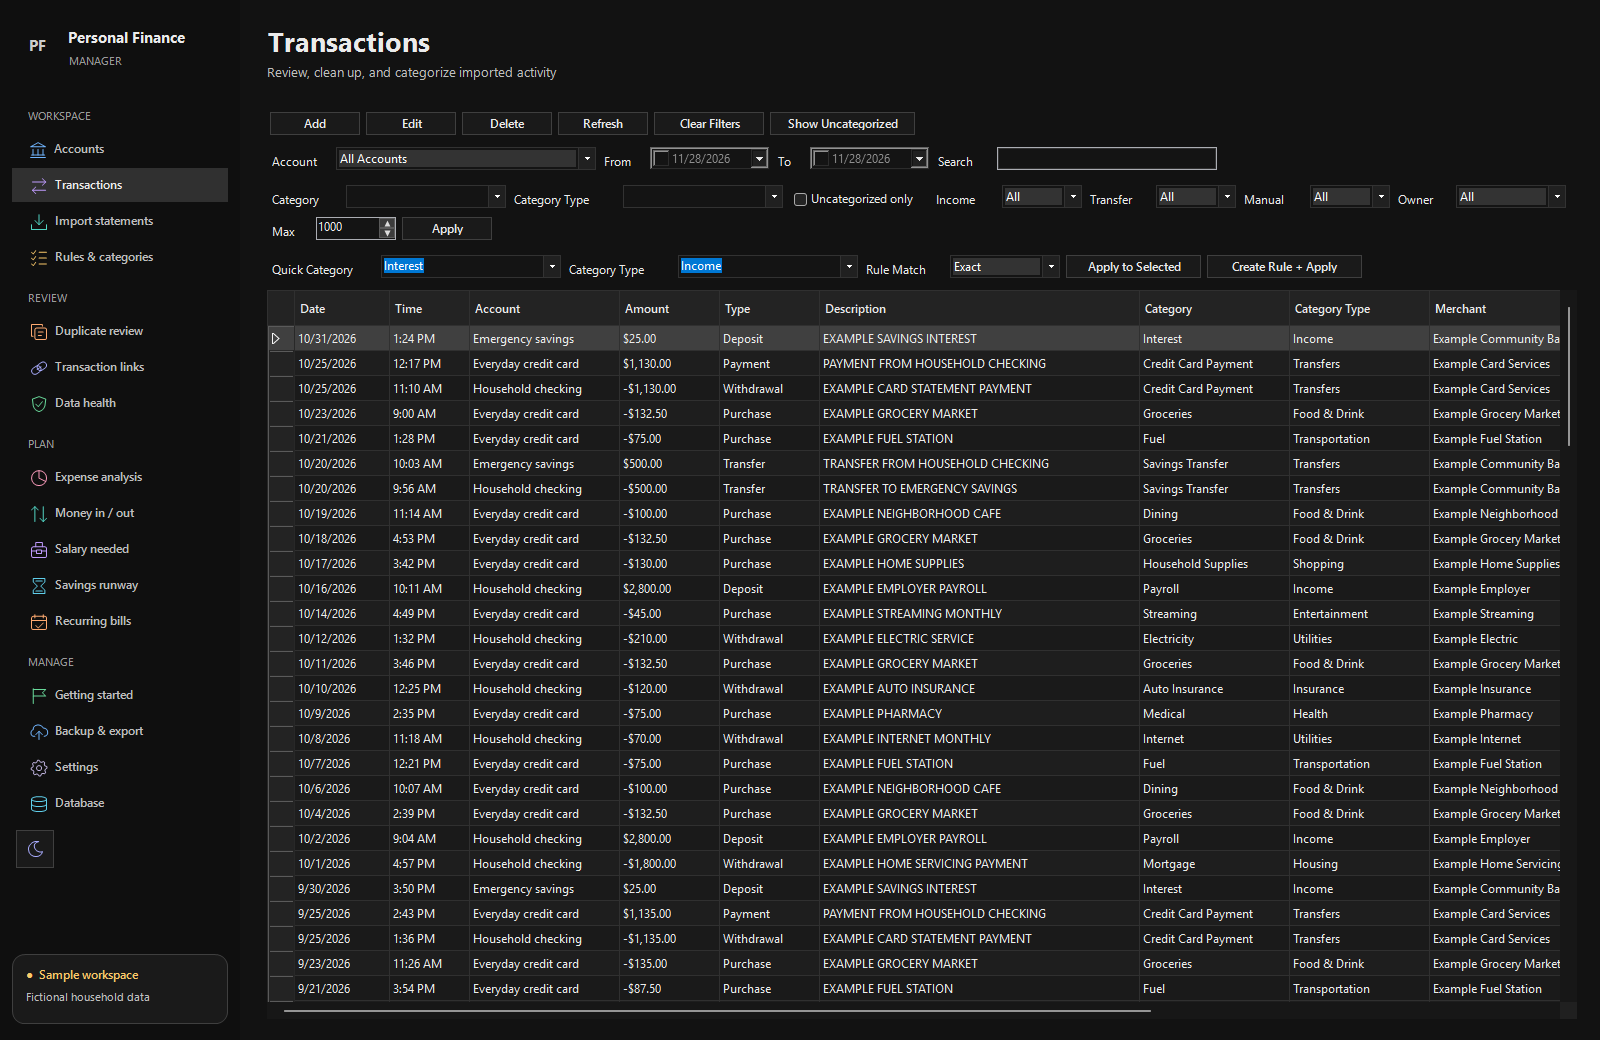 PF
Personal Finance
MANAGER
WORKSPACE
Accounts
Transactions
Import statements
Rules & categories
REVIEW
Duplicate review
Transaction links
Data health
PLAN
Expense analysis
Money in / out
Salary needed
Savings runway
Recurring bills
MANAGE
Getting started
Backup & export
Settings
Database
Sample workspace
Fictional household data
Transactions
Review, clean up, and categorize imported activity
Add Edit Delete Refresh Clear Filters Show Uncategorized
Account All Accounts From 11/28/2026 To 11/28/2026 Search
Category Category Type Uncategorized only Income All Transfer All Manual All Owner All
Max 1000 Apply
Quick Category Interest Category Type Income Rule Match Exact Apply to Selected Create Rule + Apply
Date Time Account Amount Type Description Category Category Type Merchant
10/31/2026 1:24 PM Emergency savings $25.00 Deposit EXAMPLE SAVINGS INTEREST Interest Income Example Community Ba
10/25/2026 12:17 PM Everyday credit card $1,130.00 Payment PAYMENT FROM HOUSEHOLD CHECKING Credit Card Payment Transfers Example Card Services
10/25/2026 11:10 AM Household checking -$1,130.00 Withdrawal EXAMPLE CARD STATEMENT PAYMENT Credit Card Payment Transfers Example Card Services
10/23/2026 9:00 AM Everyday credit card -$132.50 Purchase EXAMPLE GROCERY MARKET Groceries Food & Drink Example Grocery Market
10/21/2026 1:28 PM Everyday credit card -$75.00 Purchase EXAMPLE FUEL STATION Fuel Transportation Example Fuel Station
10/20/2026 10:03 AM Emergency savings $500.00 Transfer TRANSFER FROM HOUSEHOLD CHECKING Savings Transfer Transfers Example Community Ba
10/20/2026 9:56 AM Household checking -$500.00 Transfer TRANSFER TO EMERGENCY SAVINGS Savings Transfer Transfers Example Community Ba
10/19/2026 11:14 AM Everyday credit card -$100.00 Purchase EXAMPLE NEIGHBORHOOD CAFE Dining Food & Drink Example Neighborhood
10/18/2026 4:53 PM Everyday credit card -$132.50 Purchase EXAMPLE GROCERY MARKET Groceries Food & Drink Example Grocery Market
10/17/2026 3:42 PM Everyday credit card -$130.00 Purchase EXAMPLE HOME SUPPLIES Household Supplies Shopping Example Home Supplies
10/16/2026 10:11 AM Household checking $2,800.00 Deposit EXAMPLE EMPLOYER PAYROLL Payroll Income Example Employer
10/14/2026 4:49 PM Everyday credit card -$45.00 Purchase EXAMPLE STREAMING MONTHLY Streaming Entertainment Example Streaming
10/12/2026 1:32 PM Household checking -$210.00 Withdrawal EXAMPLE ELECTRIC SERVICE Electricity Utilities Example Electric
10/11/2026 3:46 PM Everyday credit card -$132.50 Purchase EXAMPLE GROCERY MARKET Groceries Food & Drink Example Grocery Market
10/10/2026 12:25 PM Household checking -$120.00 Withdrawal EXAMPLE AUTO INSURANCE Auto Insurance Insurance Example Insurance
10/9/2026 2:35 PM Everyday credit card -$75.00 Purchase EXAMPLE PHARMACY Medical Health Example Pharmacy
10/8/2026 11:18 AM Household checking -$70.00 Withdrawal EXAMPLE INTERNET MONTHLY Internet Utilities Example Internet
10/7/2026 12:21 PM Everyday credit card -$75.00 Purchase EXAMPLE FUEL STATION Fuel Transportation Example Fuel Station
10/6/2026 10:07 AM Everyday credit card -$100.00 Purchase EXAMPLE NEIGHBORHOOD CAFE Dining Food & Drink Example Neighborhood
10/4/2026 2:39 PM Everyday credit card -$132.50 Purchase EXAMPLE GROCERY MARKET Groceries Food & Drink Example Grocery Market
10/2/2026 9:04 AM Household checking $2,800.00 Deposit EXAMPLE EMPLOYER PAYROLL Payroll Income Example Employer
10/1/2026 4:57 PM Household checking -$1,800.00 Withdrawal EXAMPLE HOME SERVICING PAYMENT Mortgage Housing Example Home Servicing
9/30/2026 3:50 PM Emergency savings $25.00 Deposit EXAMPLE SAVINGS INTEREST Interest Income Example Community Ba
9/25/2026 2:43 PM Everyday credit card $1,135.00 Payment PAYMENT FROM HOUSEHOLD CHECKING Credit Card Payment Transfers Example Card Services
9/25/2026 1:36 PM Household checking -$1,135.00 Withdrawal EXAMPLE CARD STATEMENT PAYMENT Credit Card Payment Transfers Example Card Services
9/23/2026 11:26 AM Everyday credit card -$135.00 Purchase EXAMPLE GROCERY MARKET Groceries Food & Drink Example Grocery Market
9/21/2026 3:54 PM Everyday credit card -$87.50 Purchase EXAMPLE FUEL STATION Fuel Transportation Example Fuel Station